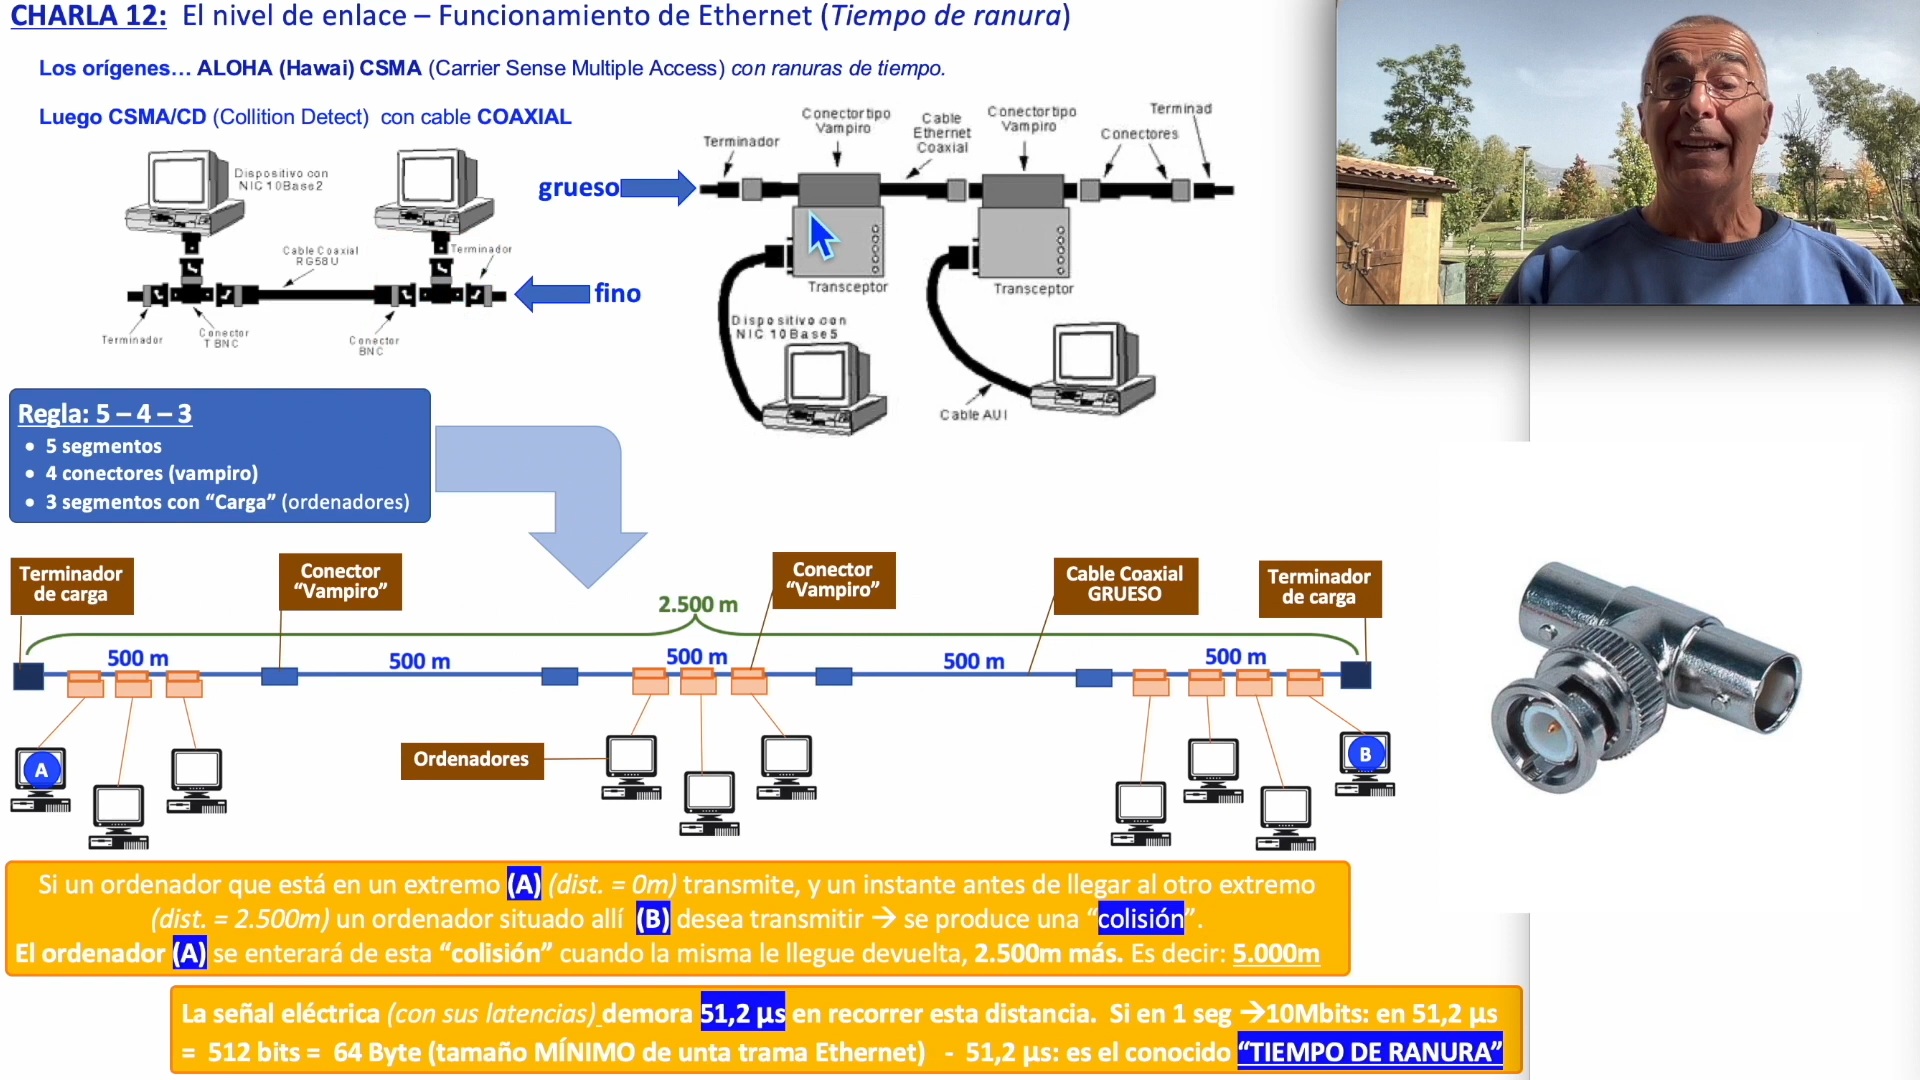 CHARLA 12: El nivel de enlace – Funcionamiento de Ethernet (Tiempo de ranura)
Los orígenes… ALOHA (Hawai) CSMA (Carrier Sense Multiple Access) con ranuras de tiempo.
Luego CSMA/CD (Collition Detect) con cable COAXIAL
Dispositivo con
NIC 10Base2
Cable Coaxial
RG58U
Terminador
Terminador
Conector
T BNC
Conector
BNC
fino
grueso
Terminador
Conector tipo
Vampiro
Cable
Ethernet
Coaxial
Conector tipo
Vampiro
Conectores
Terminad
Transceptor
Transceptor
Dispositivo con
NIC 10Base5
Cable AUI
Regla: 5 – 4 – 3
• 5 segmentos
• 4 conectores (vampiro)
• 3 segmentos con “Carga” (ordenadores)
Terminador
de carga
Conector
“Vampiro”
2.500 m
Conector
“Vampiro”
Cable Coaxial
GRUESO
Terminador
de carga
500 m
500 m
500 m
500 m
500 m
Ordenadores
A
B
Si un ordenador que está en un extremo (A) (dist. = 0m) transmite, y un instante antes de llegar al otro extremo
(dist. = 2.500m) un ordenador situado allí (B) desea transmitir → se produce una “colisión”.
El ordenador (A) se enterará de esta “colisión” cuando la misma le llegue devuelta, 2.500m más. Es decir: 5.000m
La señal eléctrica (con sus latencias) demora 51,2 µs en recorrer esta distancia. Si en 1 seg →10Mbits: en 51,2 µs
= 512 bits = 64 Byte (tamaño MÍNIMO de unta trama Ethernet) - 51,2 µs: es el conocido “TIEMPO DE RANURA”